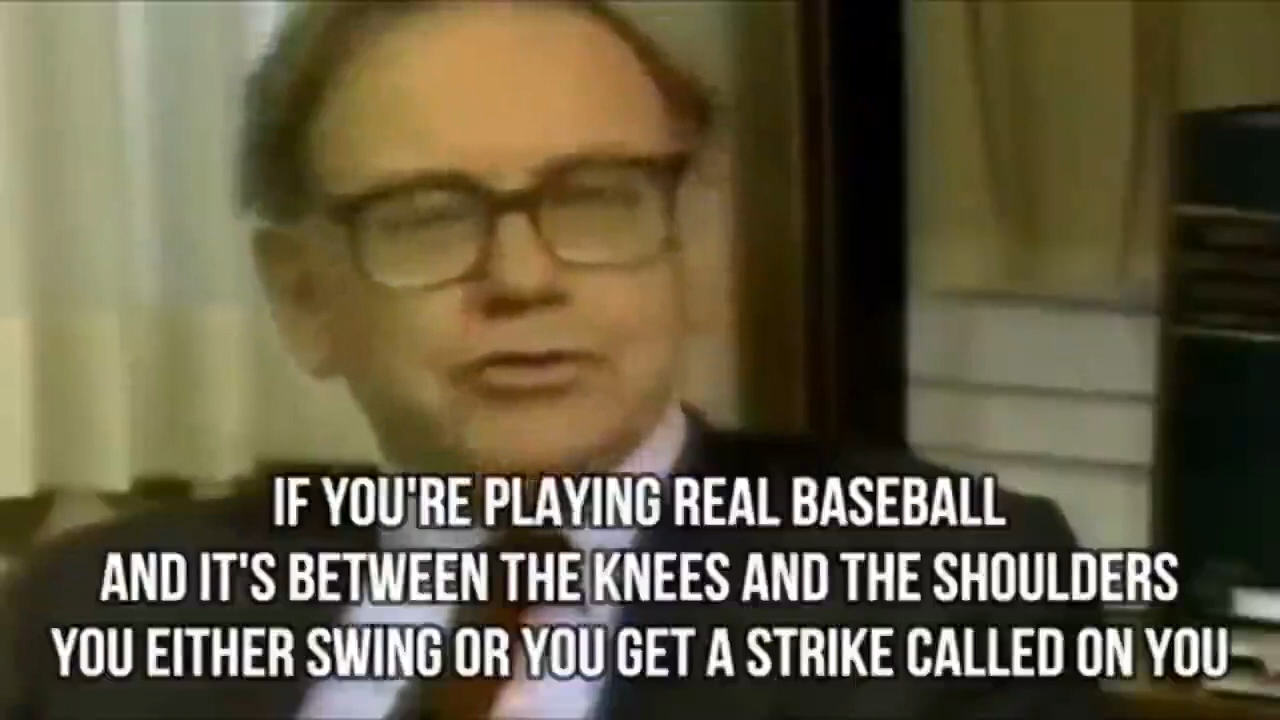 IF YOU'RE PLAYING REAL BASEBALL
AND IT'S BETWEEN THE KNEES AND THE SHOULDERS
YOU EITHER SWING OR YOU GET A STRIKE CALLED ON YOU